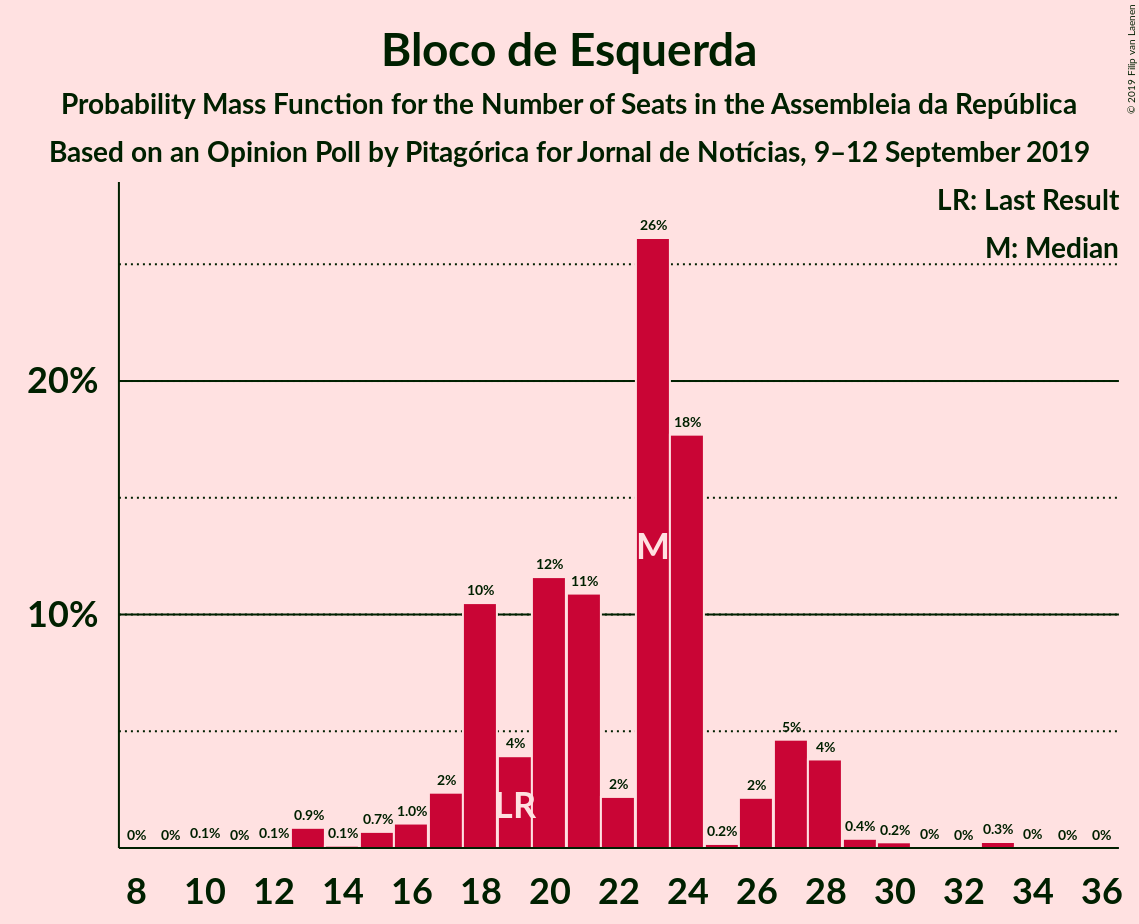 © 2019 Filip van Laenen
Bloco de Esquerda
Probability Mass Function for the Number of Seats in the Assembleia da República
Based on an Opinion Poll by Pitagórica for Jornal de Notícias, 9–12 September 2019
LR: Last Result
M: Median
20%
10%
0% 0% 0.1% 0% 0.1% 0.9% 0.1% 0.7% 1.0% 2% 10% 4% 12% 11% 2% 26% 18% 0.2% 2% 5% 4% 0.4% 0.2% 0% 0% 0.3% 0% 0% 0%
M
LR
8 10 12 14 16 18 20 22 24 26 28 30 32 34 36